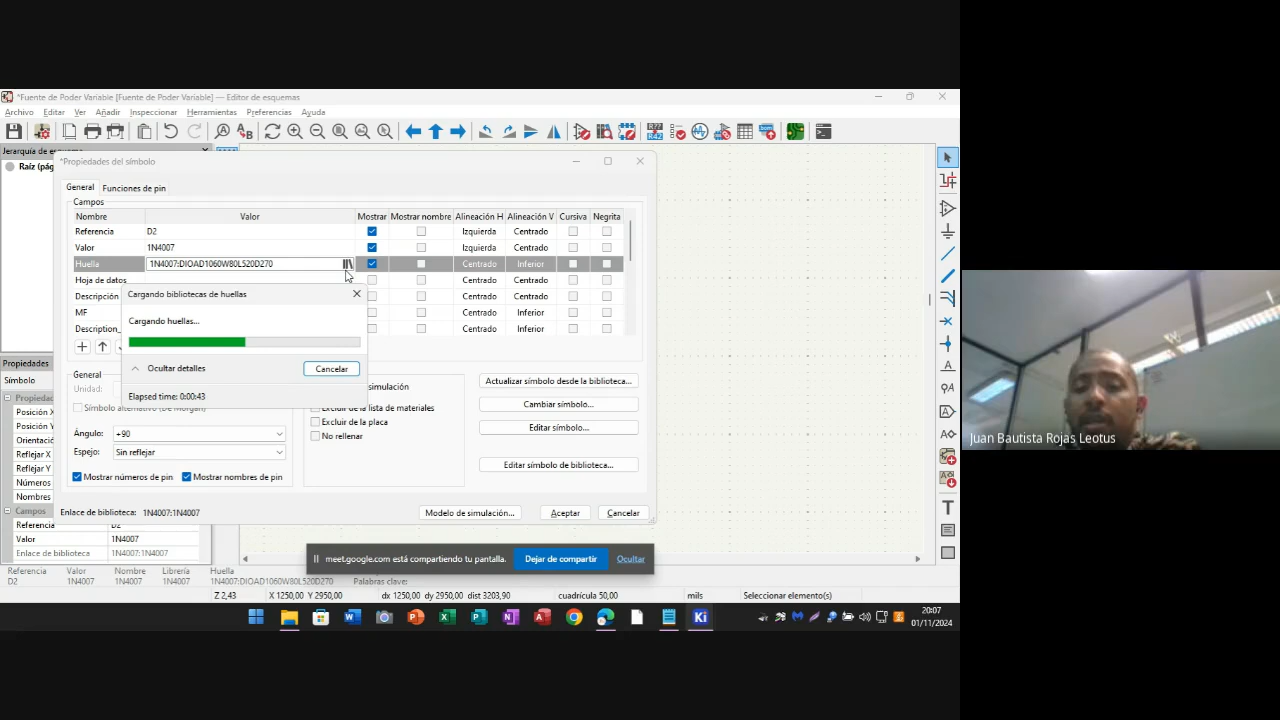 *Fuente de Poder Variable [Fuente de Poder Variable] — Editor de esquemas
Archivo Editar Ver Añadir Inspeccionar Herramientas Preferencias Ayuda
Raíz (pág
*Propiedades del símbolo
General Funciones de pin
Campos
Nombre Valor Mostrar Mostrar nombre Alineación H Alineación V Cursiva Negrita
Referencia D2 Izquierda Centrado
Valor 1N4007 Izquierda Centrado
Huella 1N4007:DIOAD1060W80L520D270 Centrado Inferior
Hoja de datos Centrado Centrado
Descripción Centrado Centrado
MF Centrado Inferior
Description_ Centrado Inferior
Cargando bibliotecas de huellas
Cargando huellas...
Ocultar detalles Cancelar
Elapsed time: 0:00:43
General
Unidad:
Símbolo alternativo (De Morgan)
Ángulo: +90
Espejo: Sin reflejar
Mostrar números de pin Mostrar nombres de pin
simulación
Excluir de la lista de materiales
Excluir de la placa
No rellenar
Actualizar símbolo desde la biblioteca...
Cambiar símbolo...
Editar símbolo...
Editar símbolo de biblioteca...
Enlace de biblioteca: 1N4007:1N4007 Modelo de simulación... Aceptar Cancelar
Propiedades
Símbolo
Propiedad
Posición X
Posición Y
Orientació
Reflejar X
Reflejar Y
Números
Nombres
Campos
Referencia D2
Valor 1N4007
Enlace de biblioteca 1N4007:1N4007
meet.google.com está compartiendo tu pantalla. Dejar de compartir Ocultar
Referencia Valor Nombre Librería Huella Palabras clave:
D2 1N4007 1N4007 1N4007 1N4007:DIOAD1060W80L520D270
Z 2,43 X 1250,00 Y 2950,00 dx 1250,00 dy 2950,00 dist 3203,90 cuadrícula 50,00 mils Seleccionar elemento(s)
20:07
01/11/2024
Juan Bautista Rojas Leotus